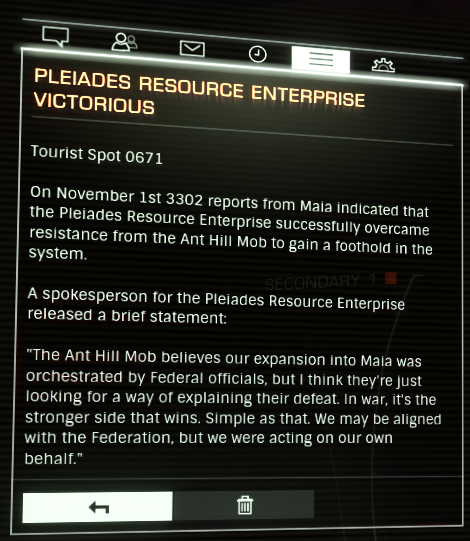 PLEIADES RESOURCE ENTERPRISE
VICTORIOUS
Tourist Spot 0671
On November 1st 3302 reports from Maia indicated that
the Pleiades Resource Enterprise successfully overcame
resistance from the Ant Hill Mob to gain a foothold in the
system.
SECONDARY 1
A spokesperson for the Pleiades Resource Enterprise
released a brief statement:
"The Ant Hill Mob believes our expansion into Maia was
orchestrated by Federal officials, but I think they're just
looking for a way of explaining their defeat. In war, it's the
stronger side that wins. Simple as that. We may be aligned
with the Federation, but we were acting on our own
behalf."